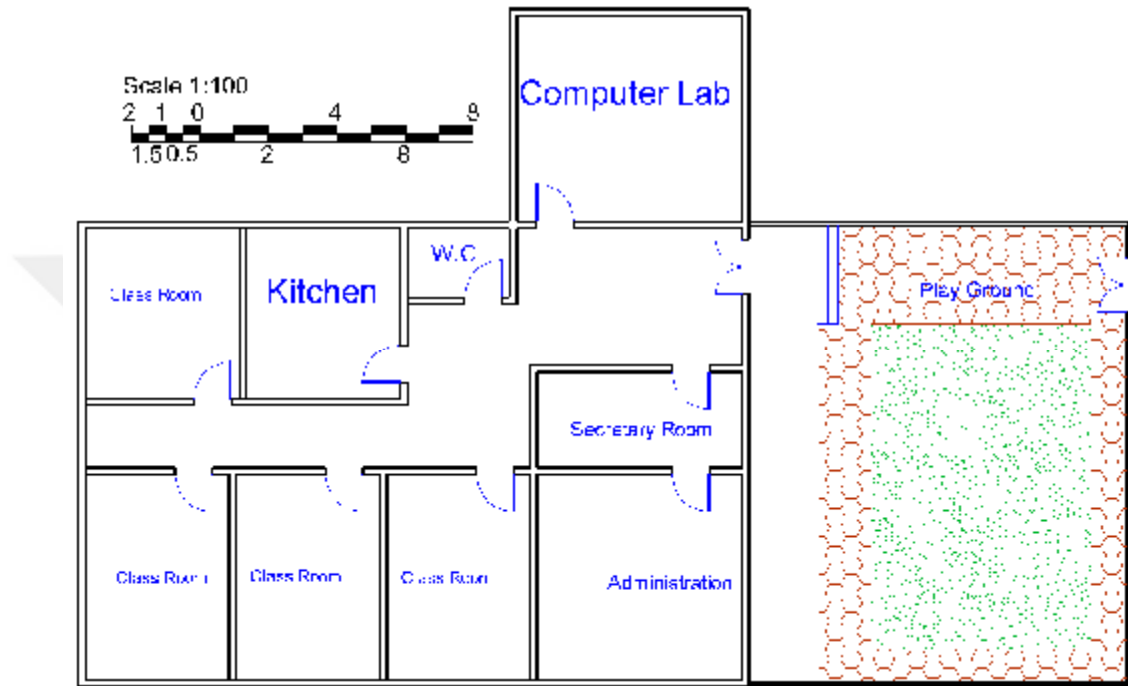 Computer Lab
Scale 1:100
2 1 0 4 8
1.5 0.5 2 6
W.C
Class Room
Kitchen
Play Ground
Secretary Room
Class Room
Class Room
Class Room
Administration